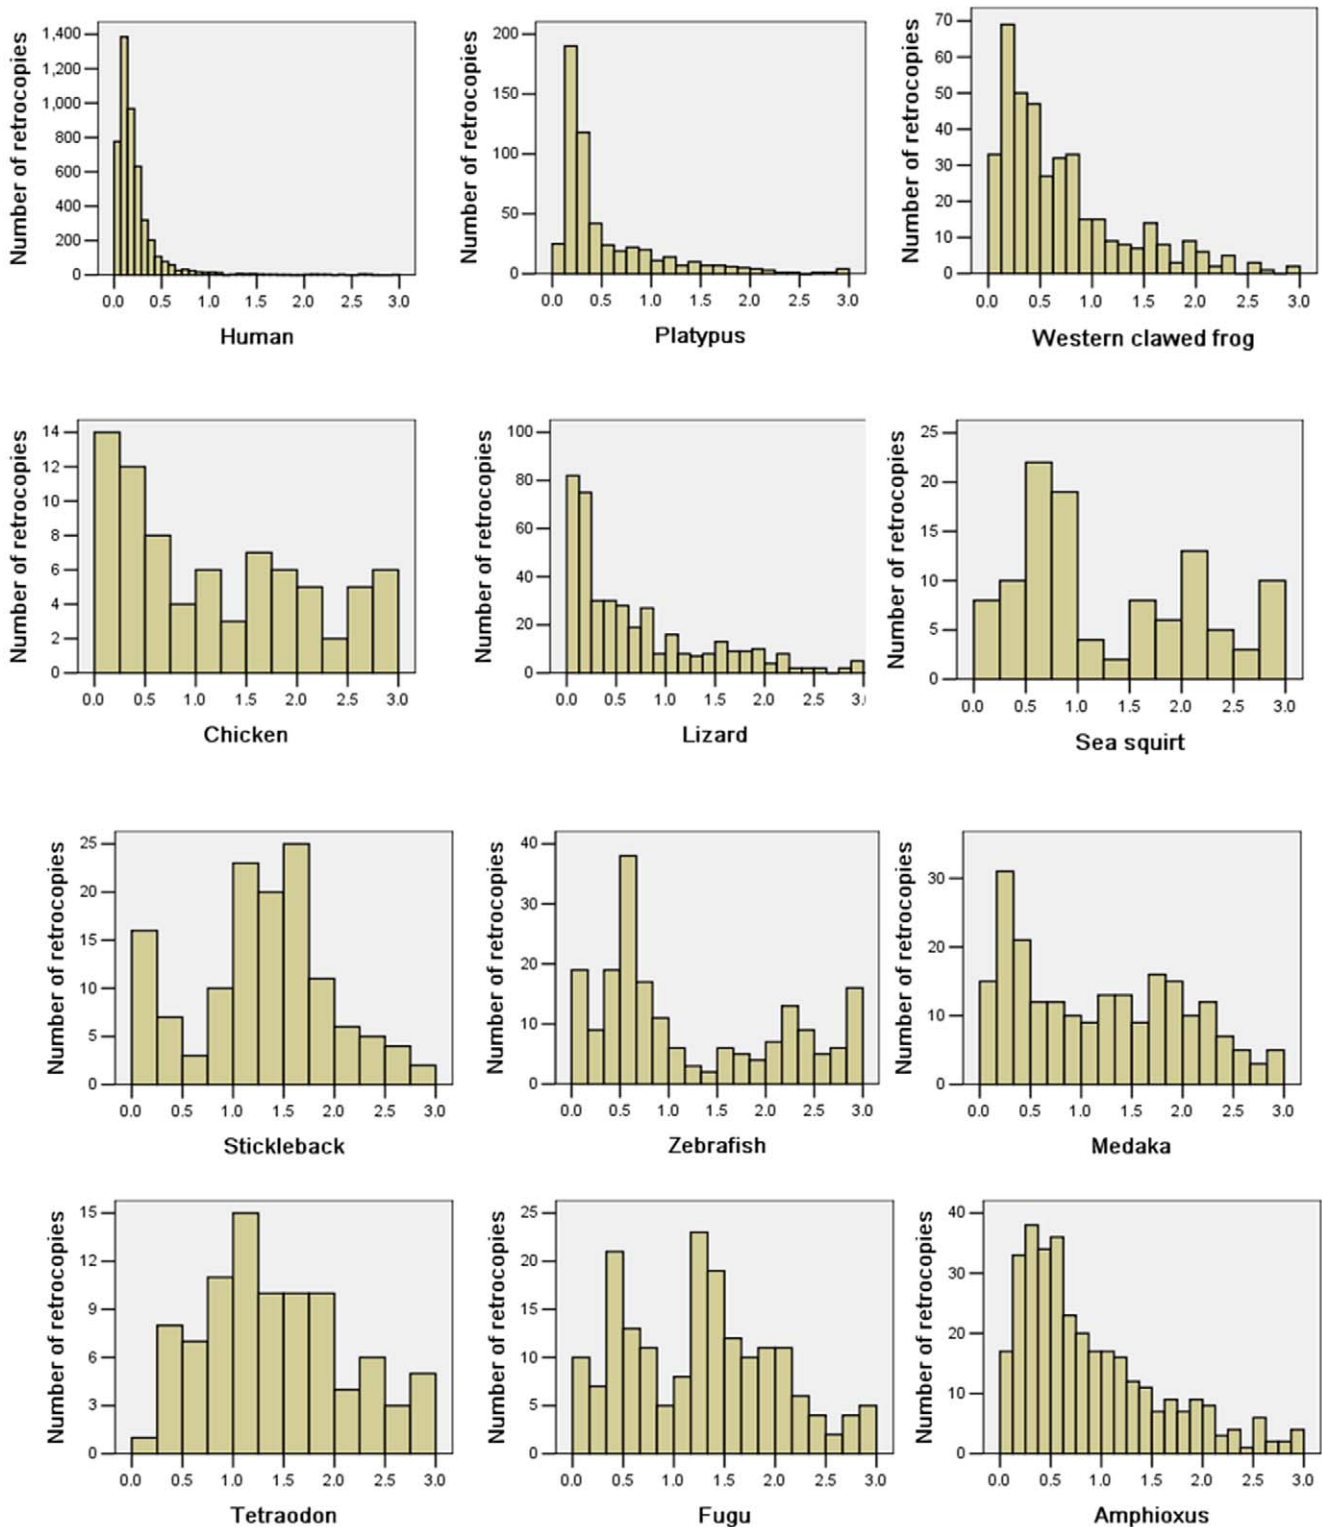 Number of retrocopies
1,400
1,200
1,000
800
600
400
200
0
0.0 0.5 1.0 1.5 2.0 2.5 3.0
Human
Number of retrocopies
200
150
100
50
0
0.0 0.5 1.0 1.5 2.0 2.5 3.0
Platypus
Number of retrocopies
70
60
50
40
30
20
10
0
0.0 0.5 1.0 1.5 2.0 2.5 3.0
Western clawed frog
Number of retrocopies
14
12
10
8
6
4
2
0
0.0 0.5 1.0 1.5 2.0 2.5 3.0
Chicken
Number of retrocopies
100
80
60
40
20
0
0.0 0.5 1.0 1.5 2.0 2.5 3.
Lizard
Number of retrocopies
25
20
15
10
5
0
0.0 0.5 1.0 1.5 2.0 2.5 3.0
Sea squirt
Number of retrocopies
25
20
15
10
5
0
0.0 0.5 1.0 1.5 2.0 2.5 3.0
Stickleback
Number of retrocopies
40
30
20
10
0
0.0 0.5 1.0 1.5 2.0 2.5 3.0
Zebrafish
Number of retrocopies
30
20
10
0
0.0 0.5 1.0 1.5 2.0 2.5 3.0
Medaka
Number of retrocopies
15
12
9
6
3
0
0.0 0.5 1.0 1.5 2.0 2.5 3.0
Tetraodon
Number of retrocopies
25
20
15
10
5
0
0.0 0.5 1.0 1.5 2.0 2.5 3.0
Fugu
Number of retrocopies
40
30
20
10
0
0.0 0.5 1.0 1.5 2.0 2.5 3.0
Amphioxus